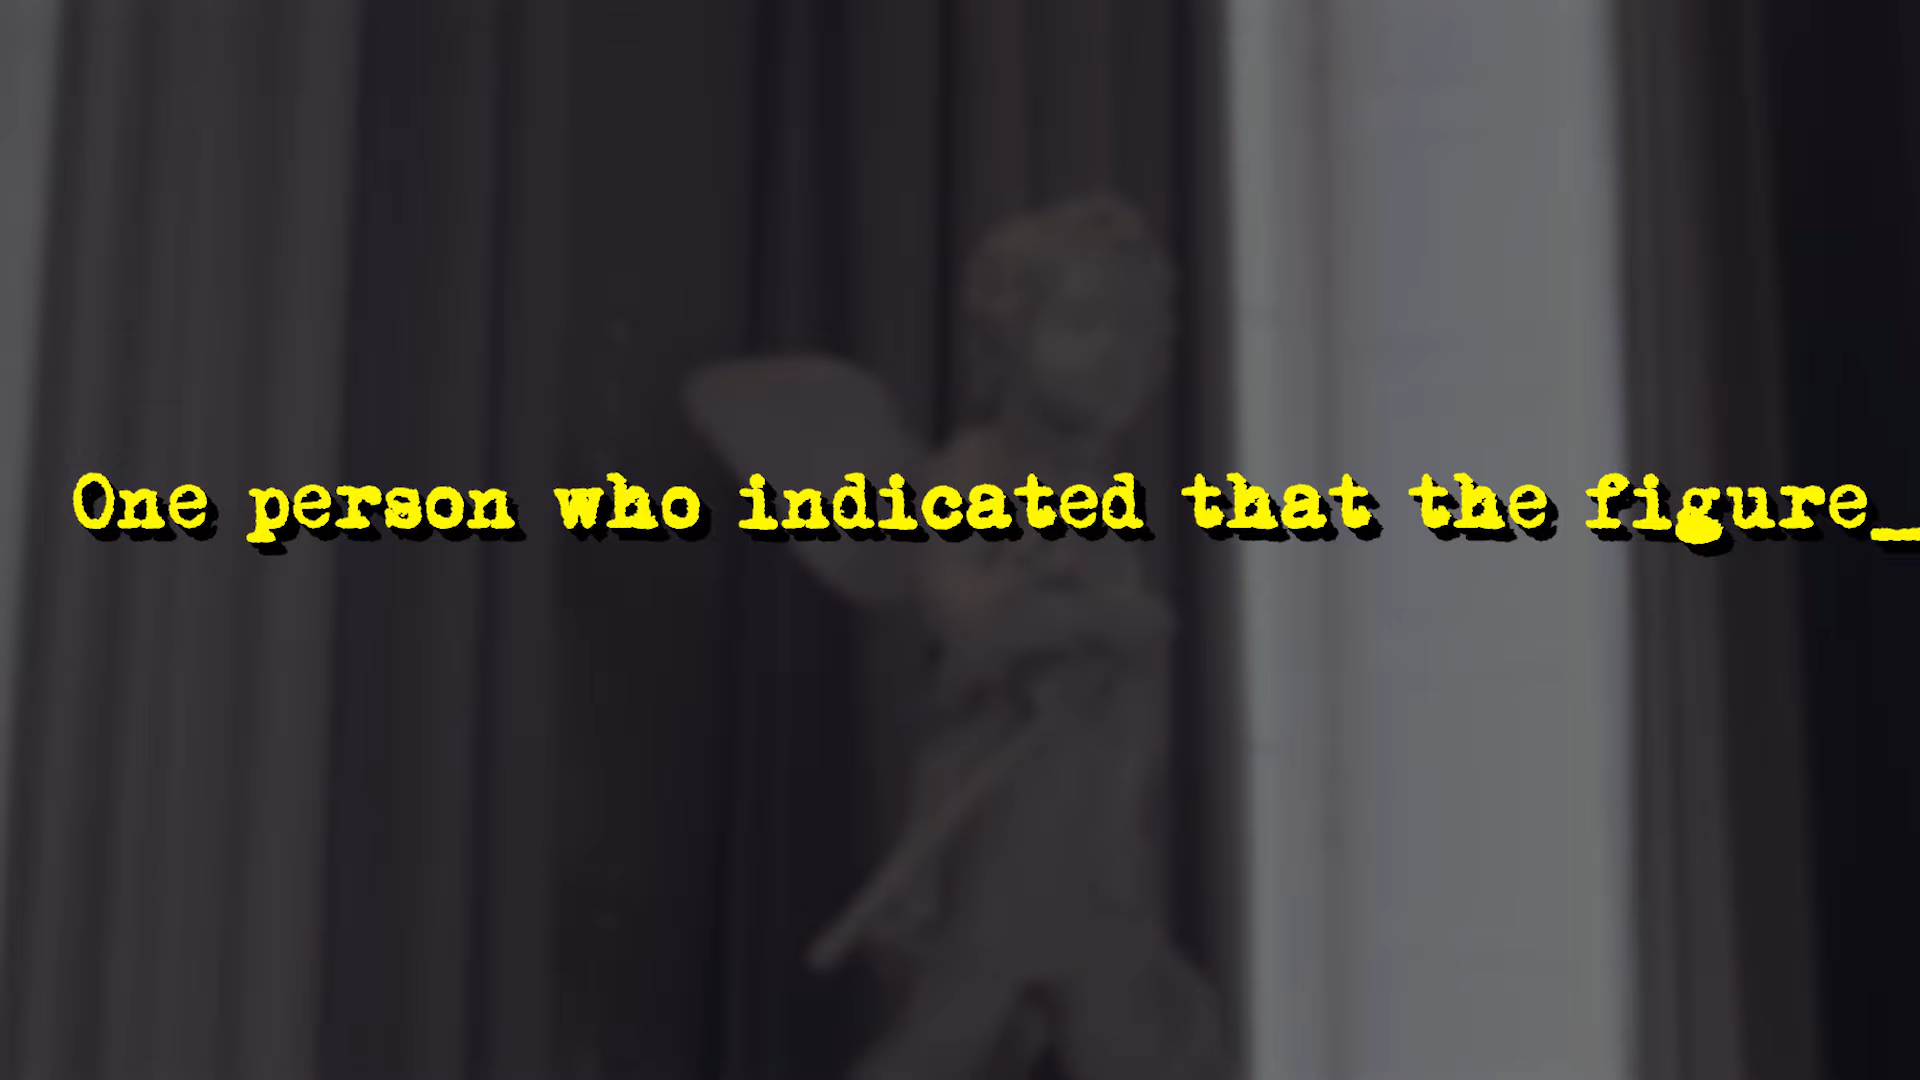 One person who indicated that the figure_